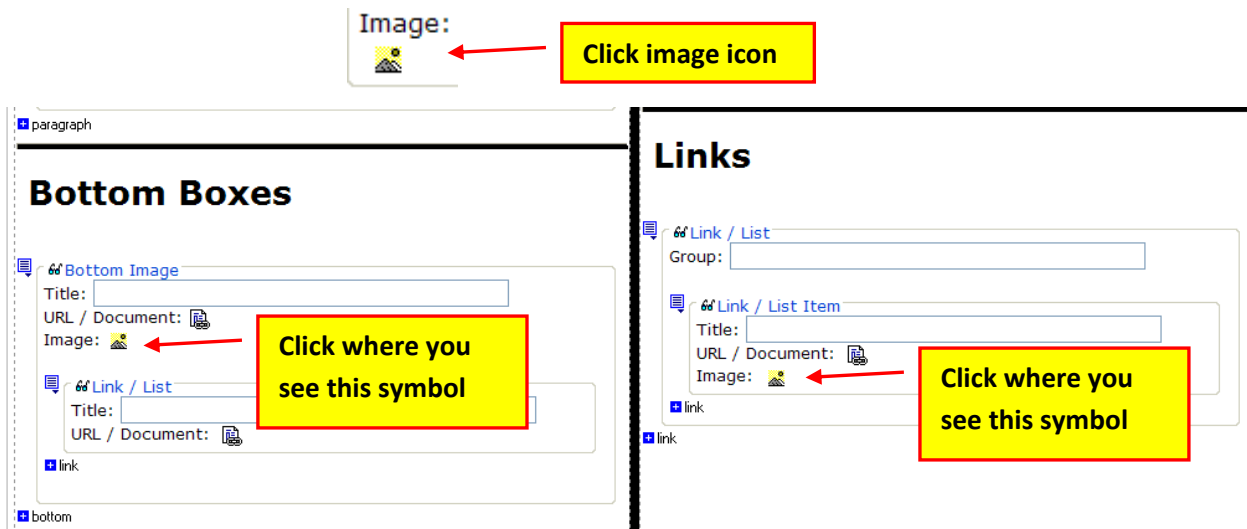 Image:
Click image icon
paragraph
Bottom Boxes
Bottom Image
Title:
URL / Document:
Image:
Click where you
see this symbol
Link / List
Title:
URL / Document:
link
bottom
Links
Link / List
Group:
Link / List Item
Title:
URL / Document:
Image:
Click where you
see this symbol
link
link